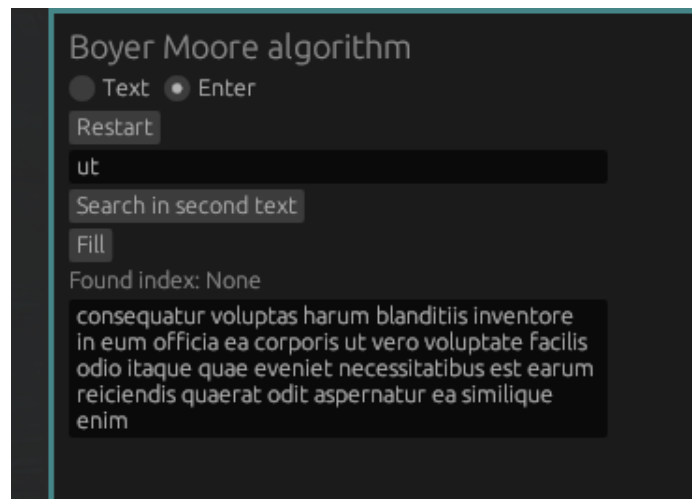 Boyer Moore algorithm
Text Enter
Restart
ut
Search in second text
Fill
Found index: None
consequatur voluptas harum blanditiis inventore
in eum officia ea corporis ut vero voluptate facilis
odio itaque quae eveniet necessitatibus est earum
reiciendis quaerat odit aspernatur ea similique
enim